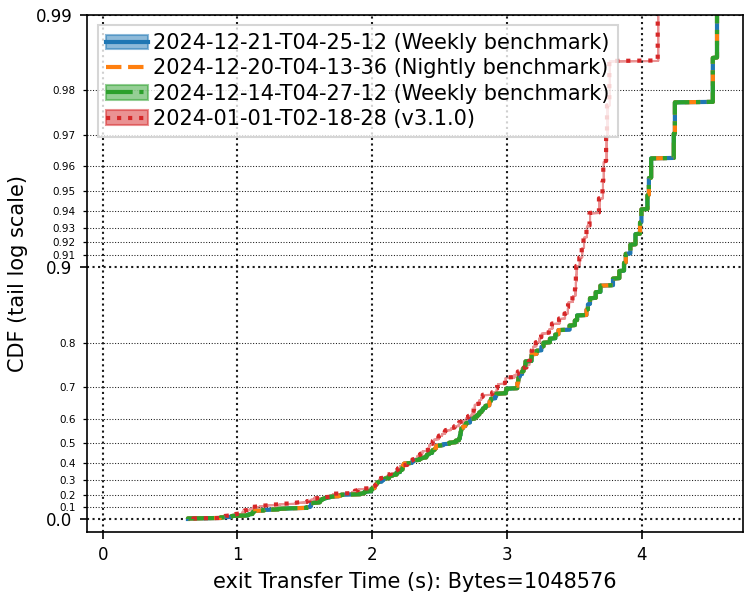 0.99
2024-12-21-T04-25-12 (Weekly benchmark)
2024-12-20-T04-13-36 (Nightly benchmark)
2024-12-14-T04-27-12 (Weekly benchmark)
2024-01-01-T02-18-28 (v3.1.0)
0.98
0.97
0.96
0.95
0.94
0.93
0.92
0.91
0.9
0.8
0.7
0.6
0.5
0.4
0.3
0.2
0.1
0.0
CDF (tail log scale)
0 1 2 3 4
exit Transfer Time (s): Bytes=1048576